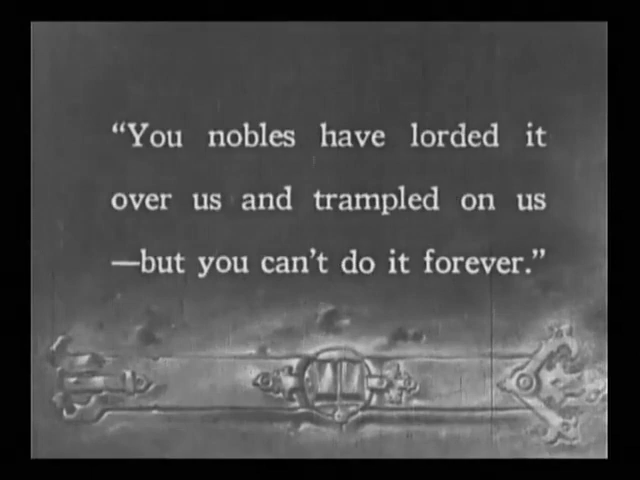 “You nobles have lorded it
over us and trampled on us
—but you can’t do it forever.”